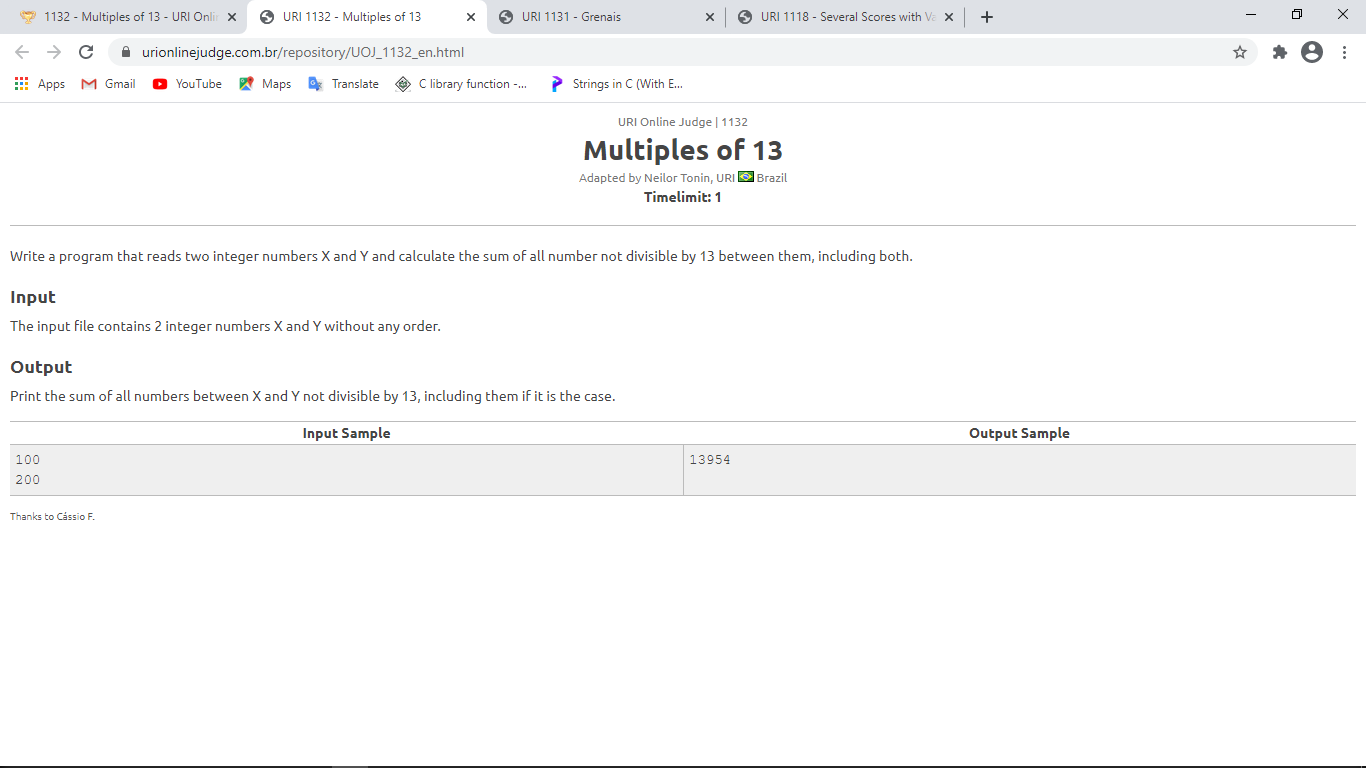 1132 - Multiples of 13 - URI Onli
URI 1132 - Multiples of 13
URI 1131 - Grenais
URI 1118 - Several Scores with Va
urionlinejudge.com.br/repository/UOJ_1132_en.html
Apps Gmail YouTube Maps Translate C library function -... Strings in C (With E...
URI Online Judge | 1132
Multiples of 13
Adapted by Neilor Tonin, URI Brazil
Timelimit: 1
Write a program that reads two integer numbers X and Y and calculate the sum of all number not divisible by 13 between them, including both.
Input
The input file contains 2 integer numbers X and Y without any order.
Output
Print the sum of all numbers between X and Y not divisible by 13, including them if it is the case.
Input Sample Output Sample
100 13954
200
Thanks to Cássio F.